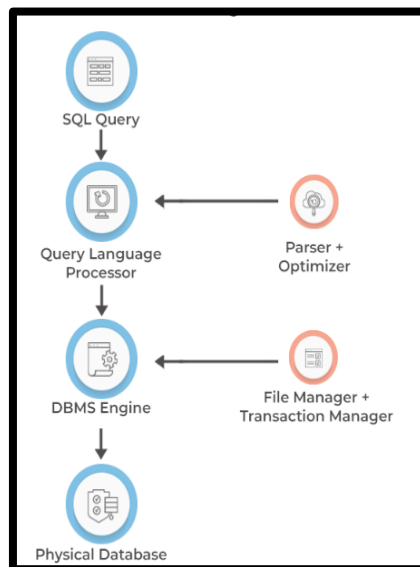 SQL Query
Query Language
Processor
Parser +
Optimizer
DBMS Engine
File Manager +
Transaction Manager
Physical Database